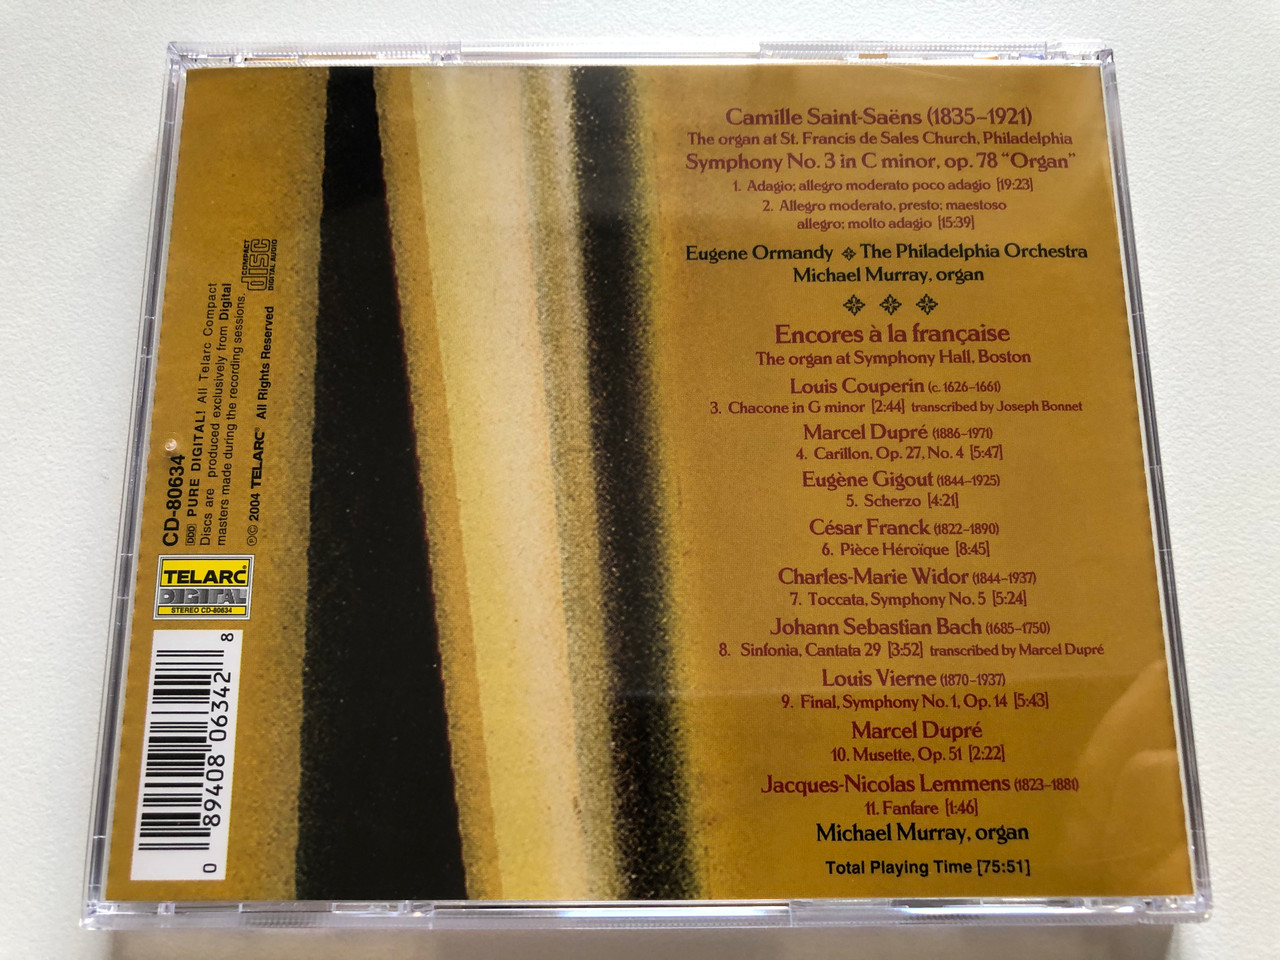 Camille Saint-Saëns (1835–1921)
The organ at St. Francis de Sales Church, Philadelphia
Symphony No. 3 in C minor, op. 78 “Organ”
1. Adagio; allegro moderato poco adagio [19:23]
2. Allegro moderato, presto; maestoso
allegro; molto adagio [15:39]
Eugene Ormandy ❖ The Philadelphia Orchestra
Michael Murray, organ
Encores à la française
The organ at Symphony Hall, Boston
Louis Couperin (c. 1626–1661)
3. Chacone in G minor [2:44] transcribed by Joseph Bonnet
Marcel Dupré (1886–1971)
4. Carillon, Op. 27, No. 4 [5:47]
Eugène Gigout (1844–1925)
5. Scherzo [4:21]
César Franck (1822–1890)
6. Pièce Héroïque [8:45]
Charles-Marie Widor (1844–1937)
7. Toccata, Symphony No. 5 [5:24]
Johann Sebastian Bach (1685–1750)
8. Sinfonia, Cantata 29 [3:52] transcribed by Marcel Dupré
Louis Vierne (1870–1937)
9. Final, Symphony No. 1, Op. 14 [5:43]
Marcel Dupré
10. Musette, Op. 51 [2:22]
Jacques-Nicolas Lemmens (1823–1881)
11. Fanfare [1:46]
Michael Murray, organ
Total Playing Time [75:51]
CD-80634
DDD PURE DIGITAL! All Telarc Compact
Discs are produced exclusively from Digital
masters made during the recording sessions.
℗© 2004 TELARC® All Rights Reserved
COMPACT
disc
DIGITAL AUDIO
TELARC®
DIGITAL
STEREO CD-80634
0 89408 06342 8